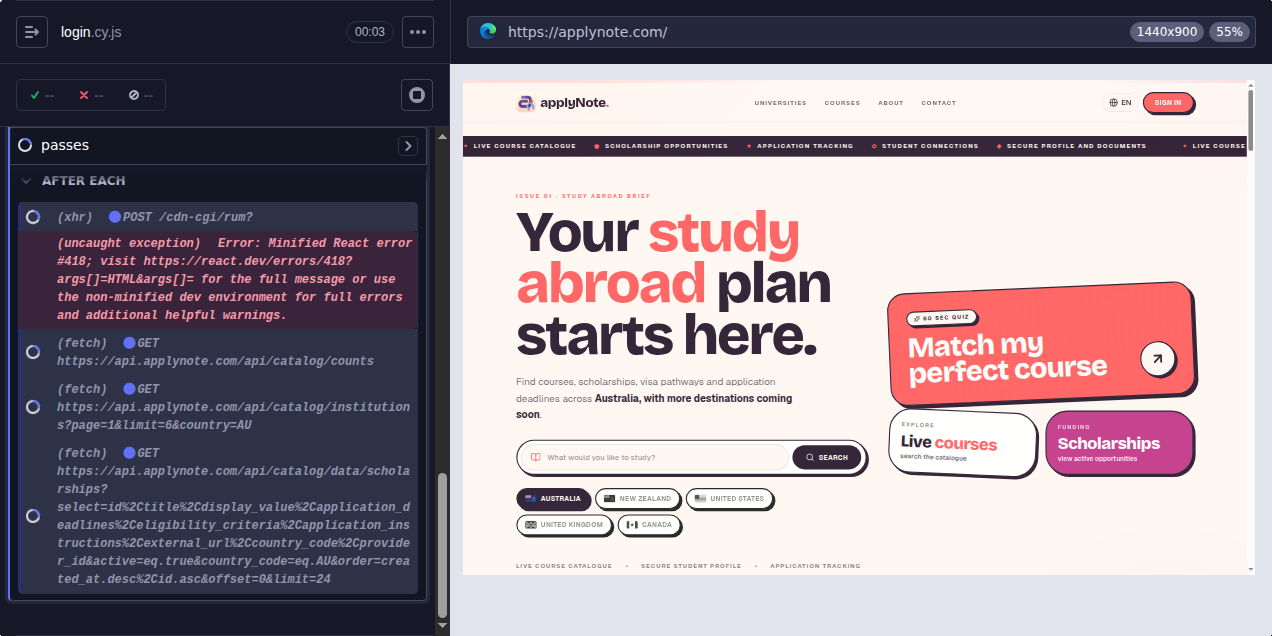 login.cy.js
00:03
https://applynote.com/
1440x900
55%
--
--
--
passes
AFTER EACH
(xhr) POST /cdn-cgi/rum?
(uncaught exception) Error: Minified React error
#418; visit https://react.dev/errors/418?
args[]=HTML&args[]= for the full message or use
the non-minified dev environment for full errors
and additional helpful warnings.
(fetch) GET
https://api.applynote.com/api/catalog/counts
(fetch) GET
https://api.applynote.com/api/catalog/institution
s?page=1&limit=6&country=AU
(fetch) GET
https://api.applynote.com/api/catalog/data/schola
rships?
select=id%2Ctitle%2Cdisplay_value%2Capplication_d
eadlines%2Celigibility_criteria%2Capplication_ins
tructions%2Cexternal_url%2Ccountry_code%2Cprovide
r_id&active=eq.true&country_code=eq.AU&order=crea
ted_at.desc%2Cid.asc&offset=0&limit=24
applyNote.
UNIVERSITIES COURSES ABOUT CONTACT
EN
SIGN IN
LIVE COURSE CATALOGUE SCHOLARSHIP OPPORTUNITIES APPLICATION TRACKING STUDENT CONNECTIONS SECURE PROFILE AND DOCUMENTS LIVE COURSE
ISSUE 01 · STUDY ABROAD BRIEF
Your study
abroad plan
starts here.
Find courses, scholarships, visa pathways and application
deadlines across Australia, with more destinations coming
soon.
What would you like to study?
SEARCH
AUSTRALIA
NEW ZEALAND
UNITED STATES
UNITED KINGDOM
CANADA
LIVE COURSE CATALOGUE • SECURE STUDENT PROFILE • APPLICATION TRACKING
60 SEC QUIZ
Match my
perfect course
EXPLORE
Live courses
search the catalogue
FUNDING
Scholarships
view active opportunities